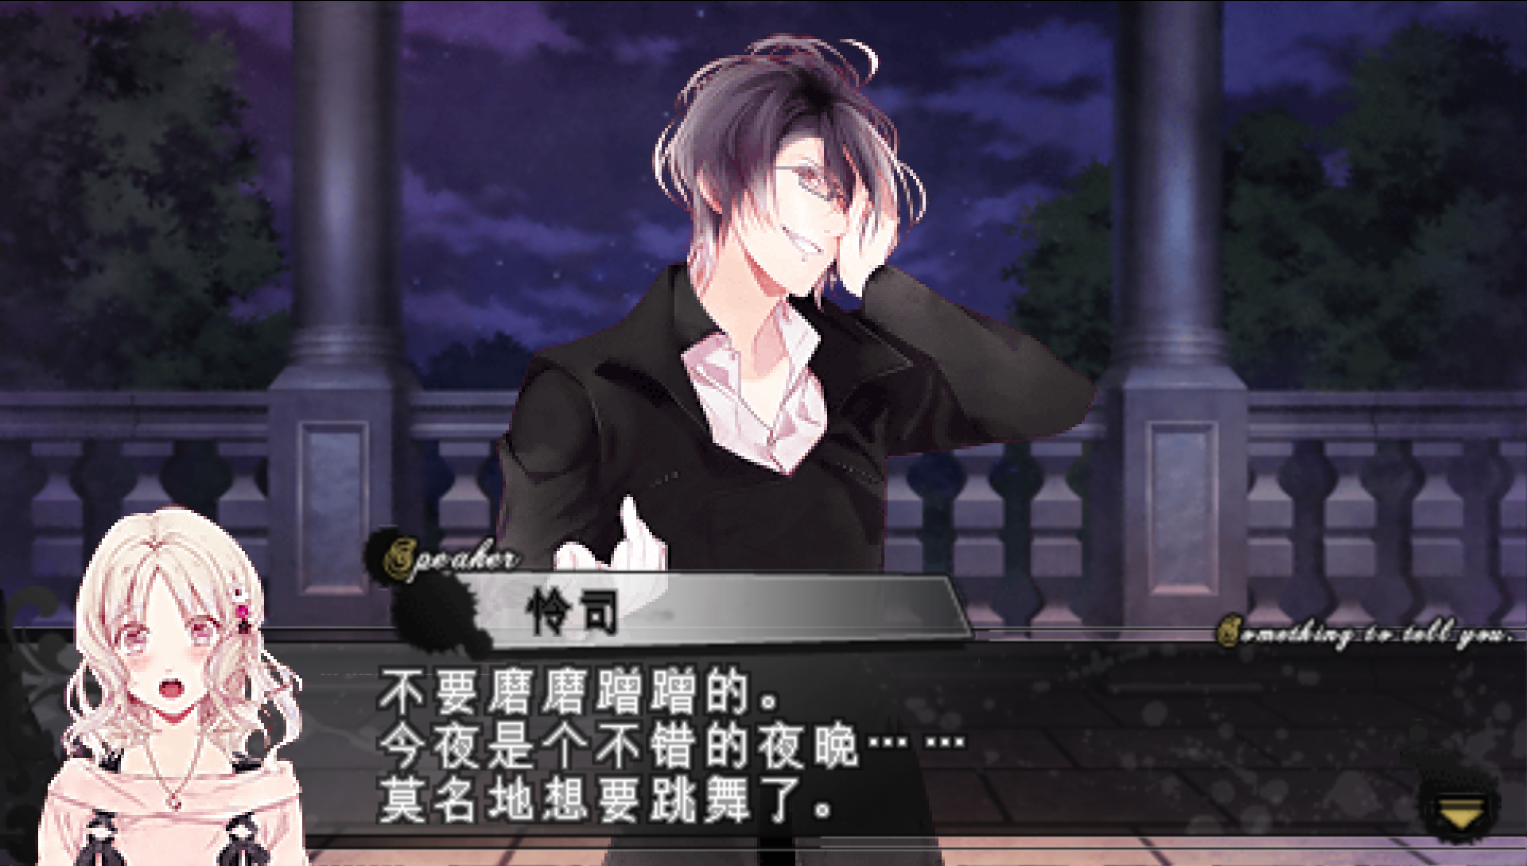 Speaker
怜司
Something to tell you.
不要磨磨蹭蹭的。
今夜是个不错的夜晚……
莫名地想要跳舞了。